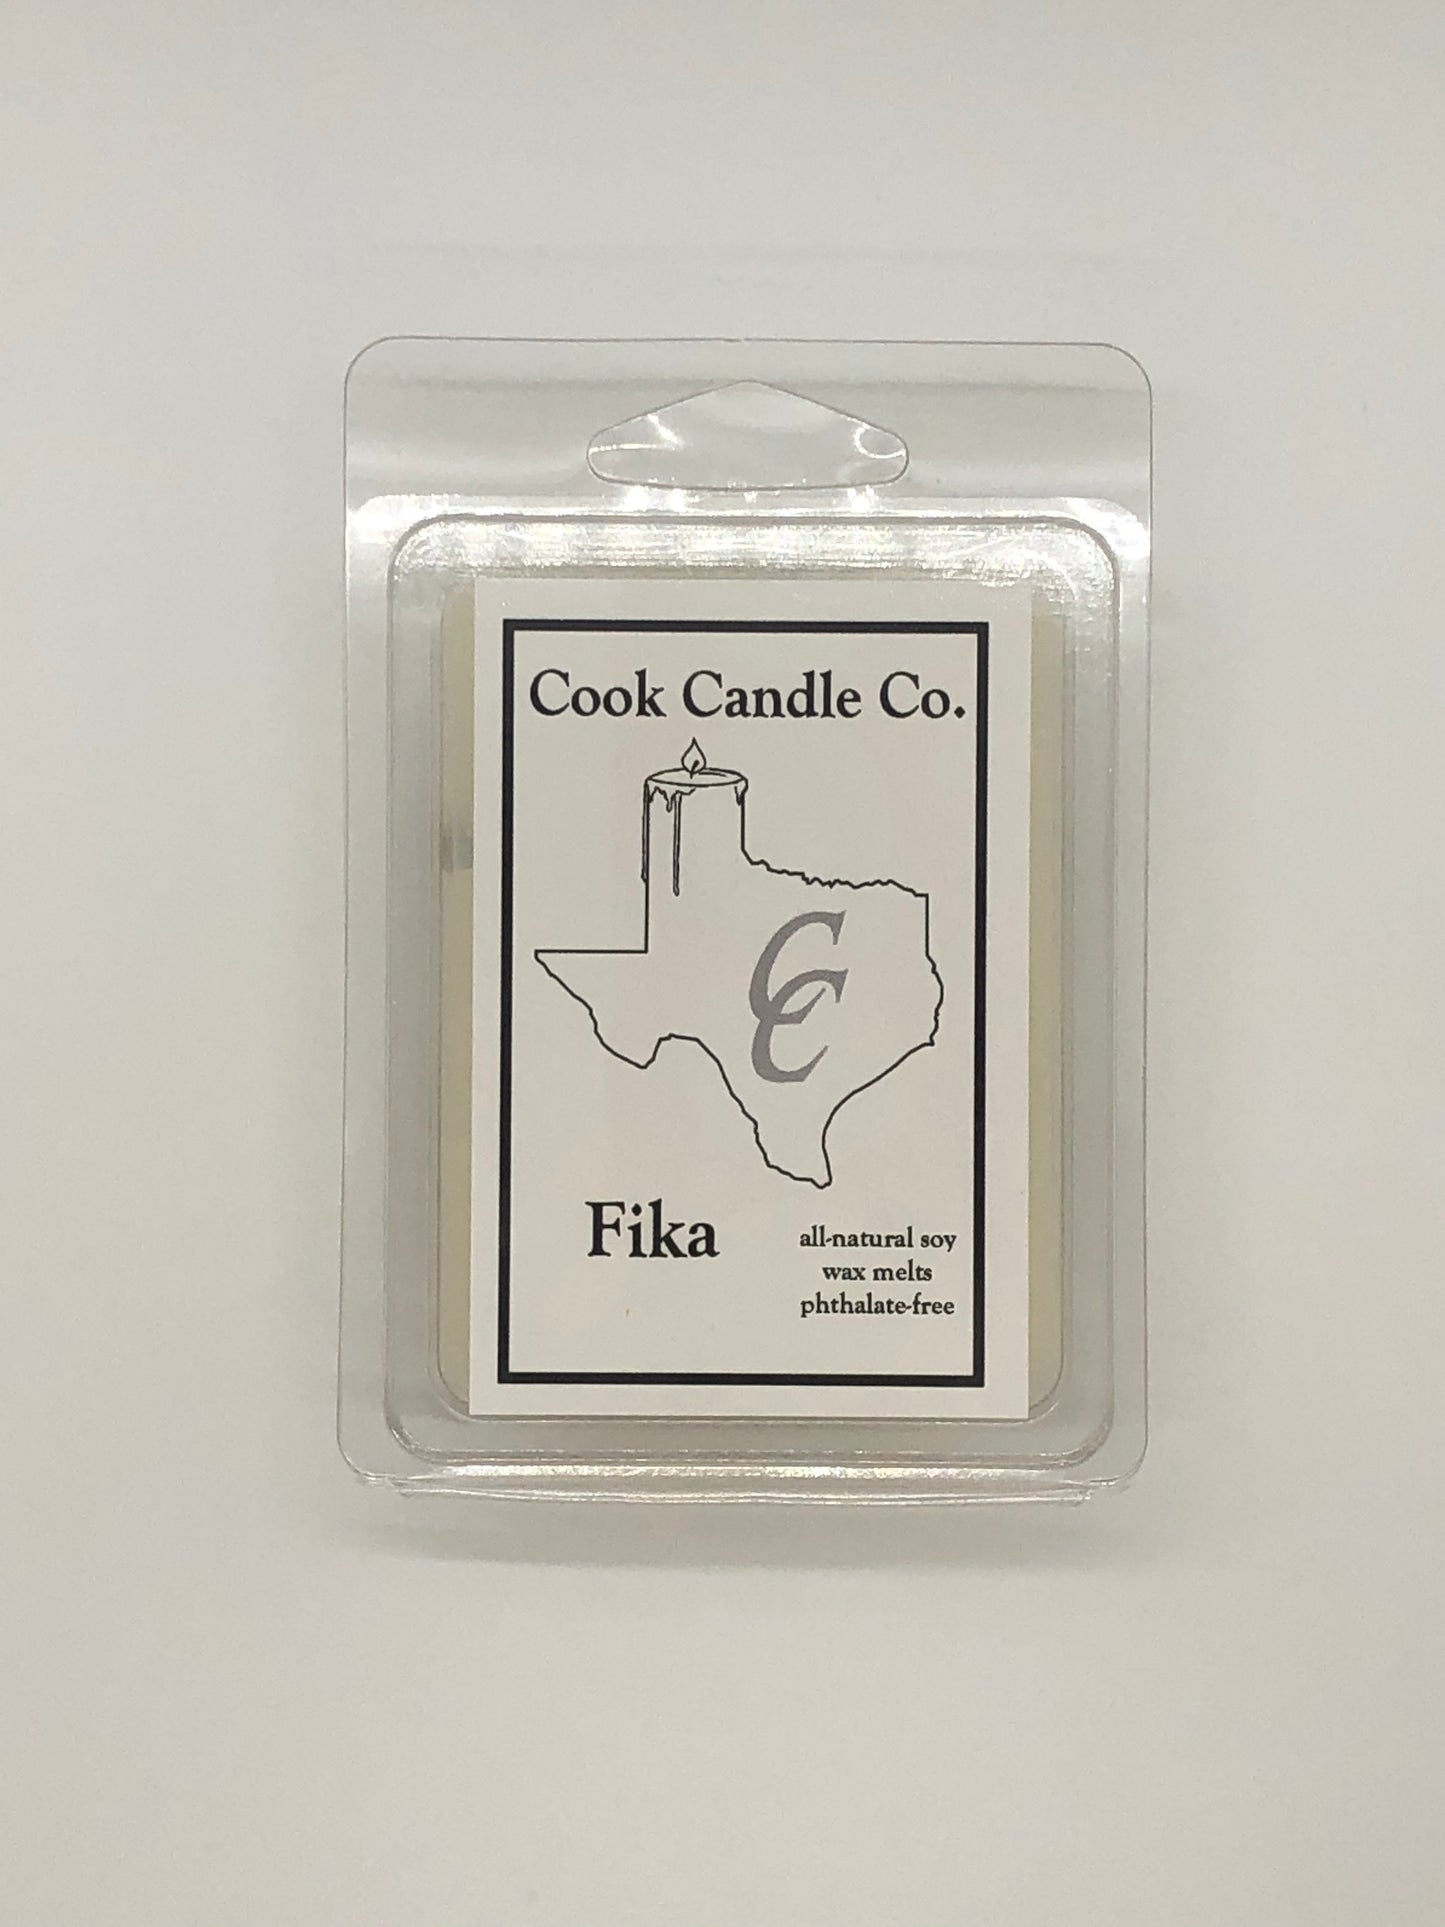 Cook Candle Co.
CC
Fika
all-natural soy
wax melts
phthalate-free